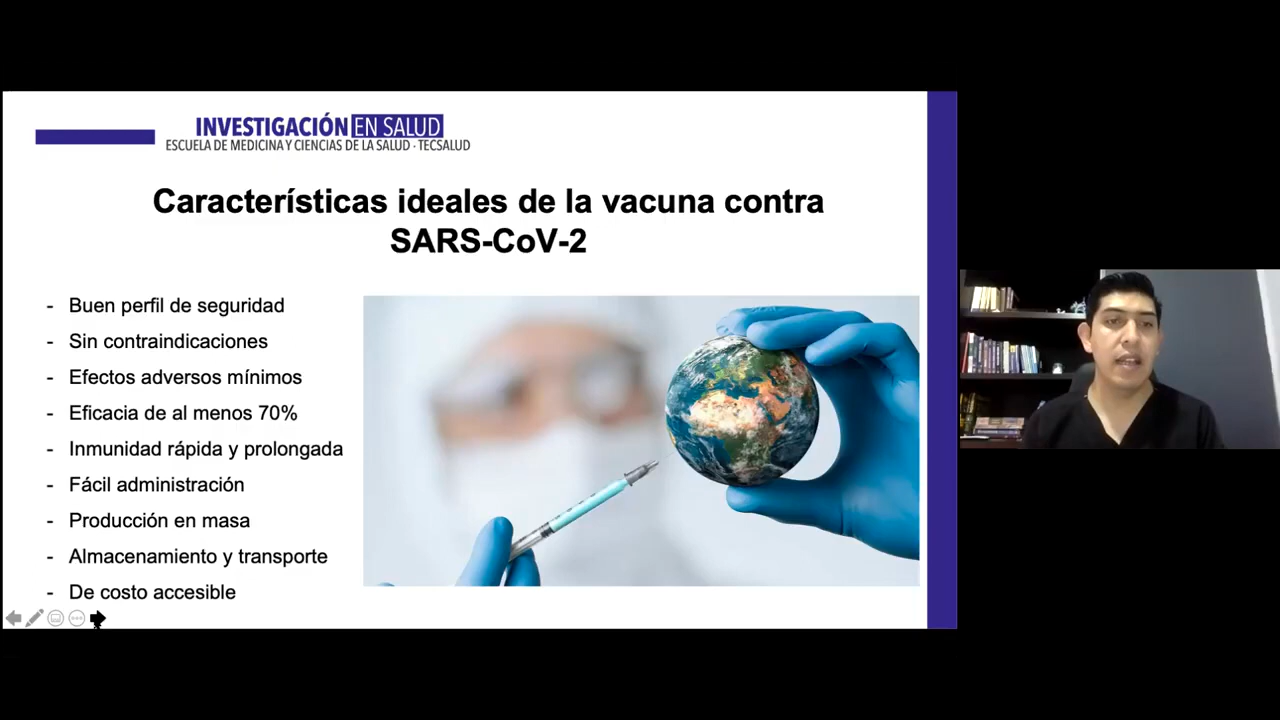 INVESTIGACIÓN EN SALUD
ESCUELA DE MEDICINA Y CIENCIAS DE LA SALUD · TECSALUD
Características ideales de la vacuna contra
SARS-CoV-2
- Buen perfil de seguridad
- Sin contraindicaciones
- Efectos adversos mínimos
- Eficacia de al menos 70%
- Inmunidad rápida y prolongada
- Fácil administración
- Producción en masa
- Almacenamiento y transporte
- De costo accesible